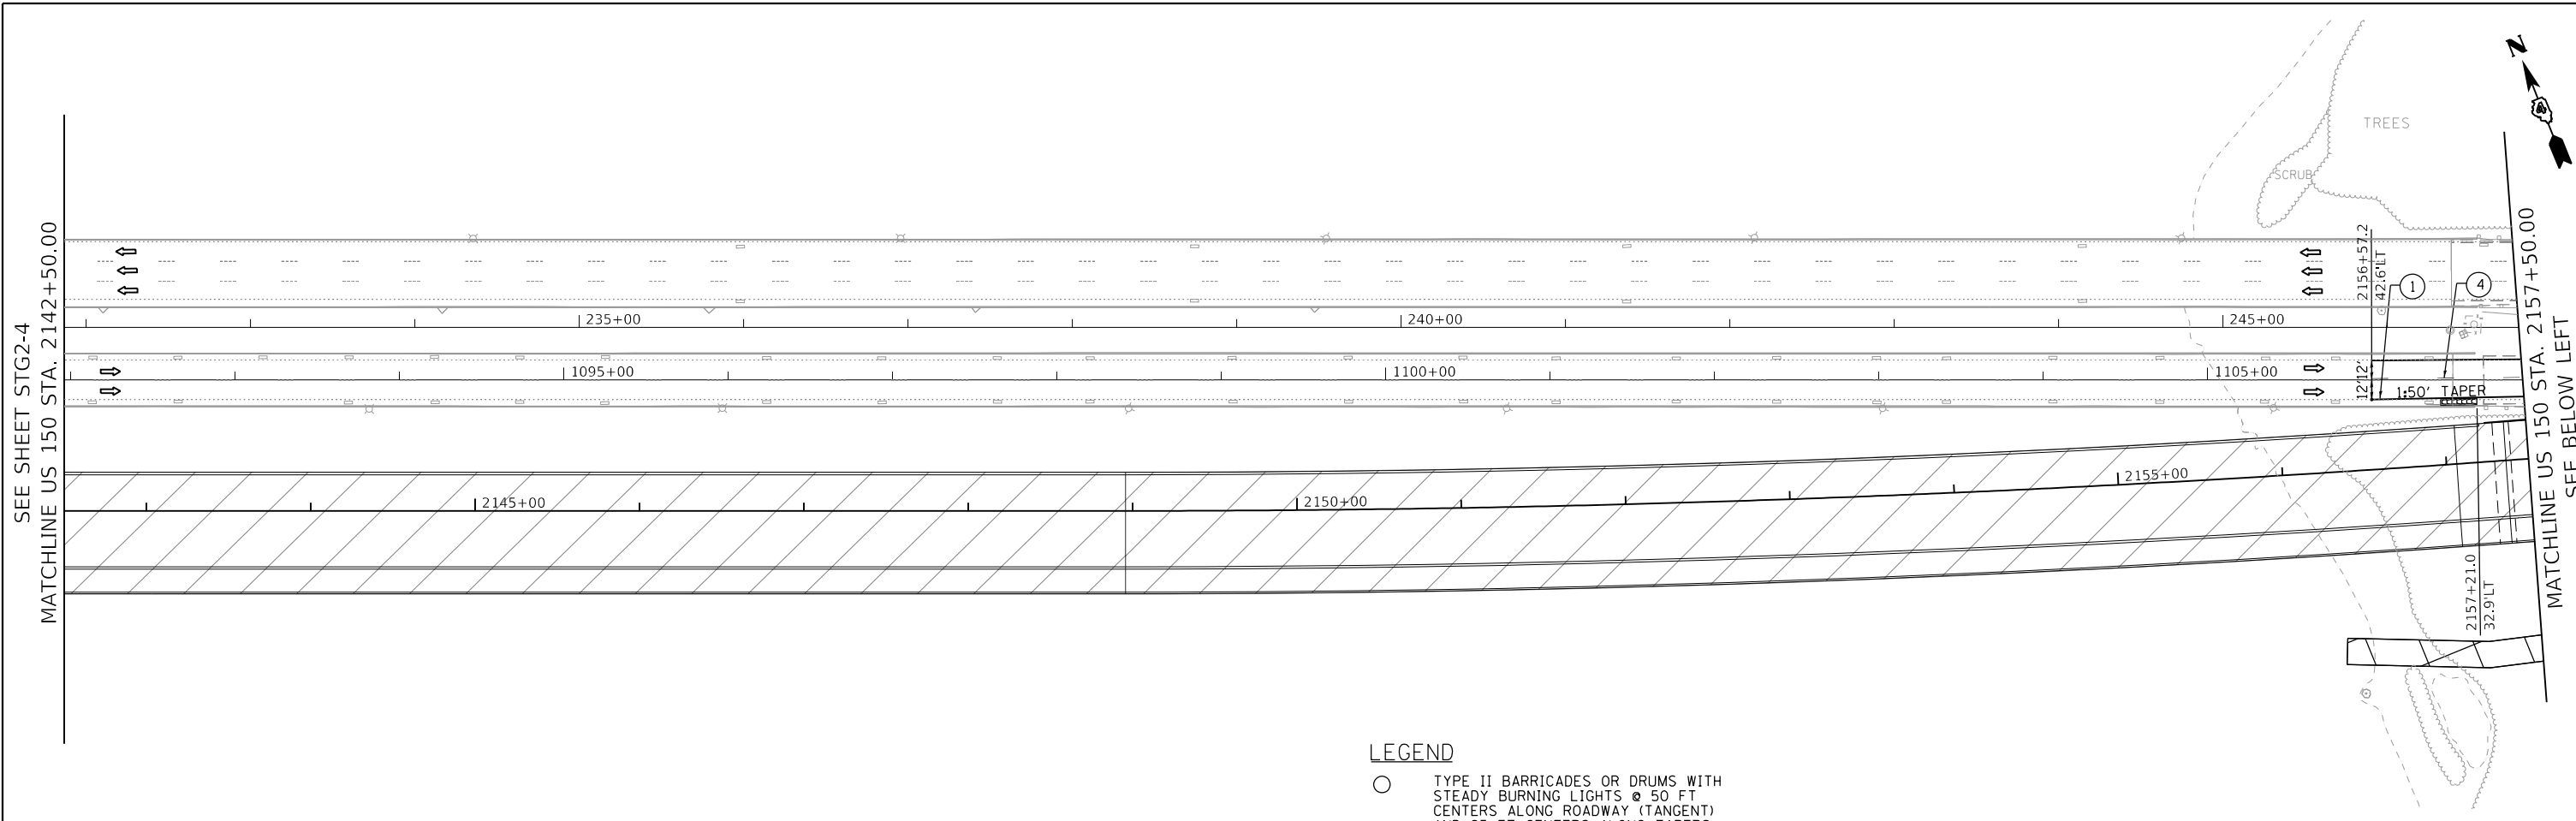 N
TREES
SCRUB
SEE SHEET STG2-4
MATCHLINE US 150 STA. 2142+50.00
235+00
240+00
245+00
2156+57.2
42.6'LT
1
4
1095+00
1100+00
1105+00
12'
12'
1:50' TAPER
2145+00
2150+00
2155+00
2157+21.0
32.9'LT
MATCHLINE US 150 STA. 2157+50.00
SEE BELOW LEFT
LEGEND
TYPE II BARRICADES OR DRUMS WITH
STEADY BURNING LIGHTS @ 50 FT
CENTERS ALONG ROADWAY (TANGENT)